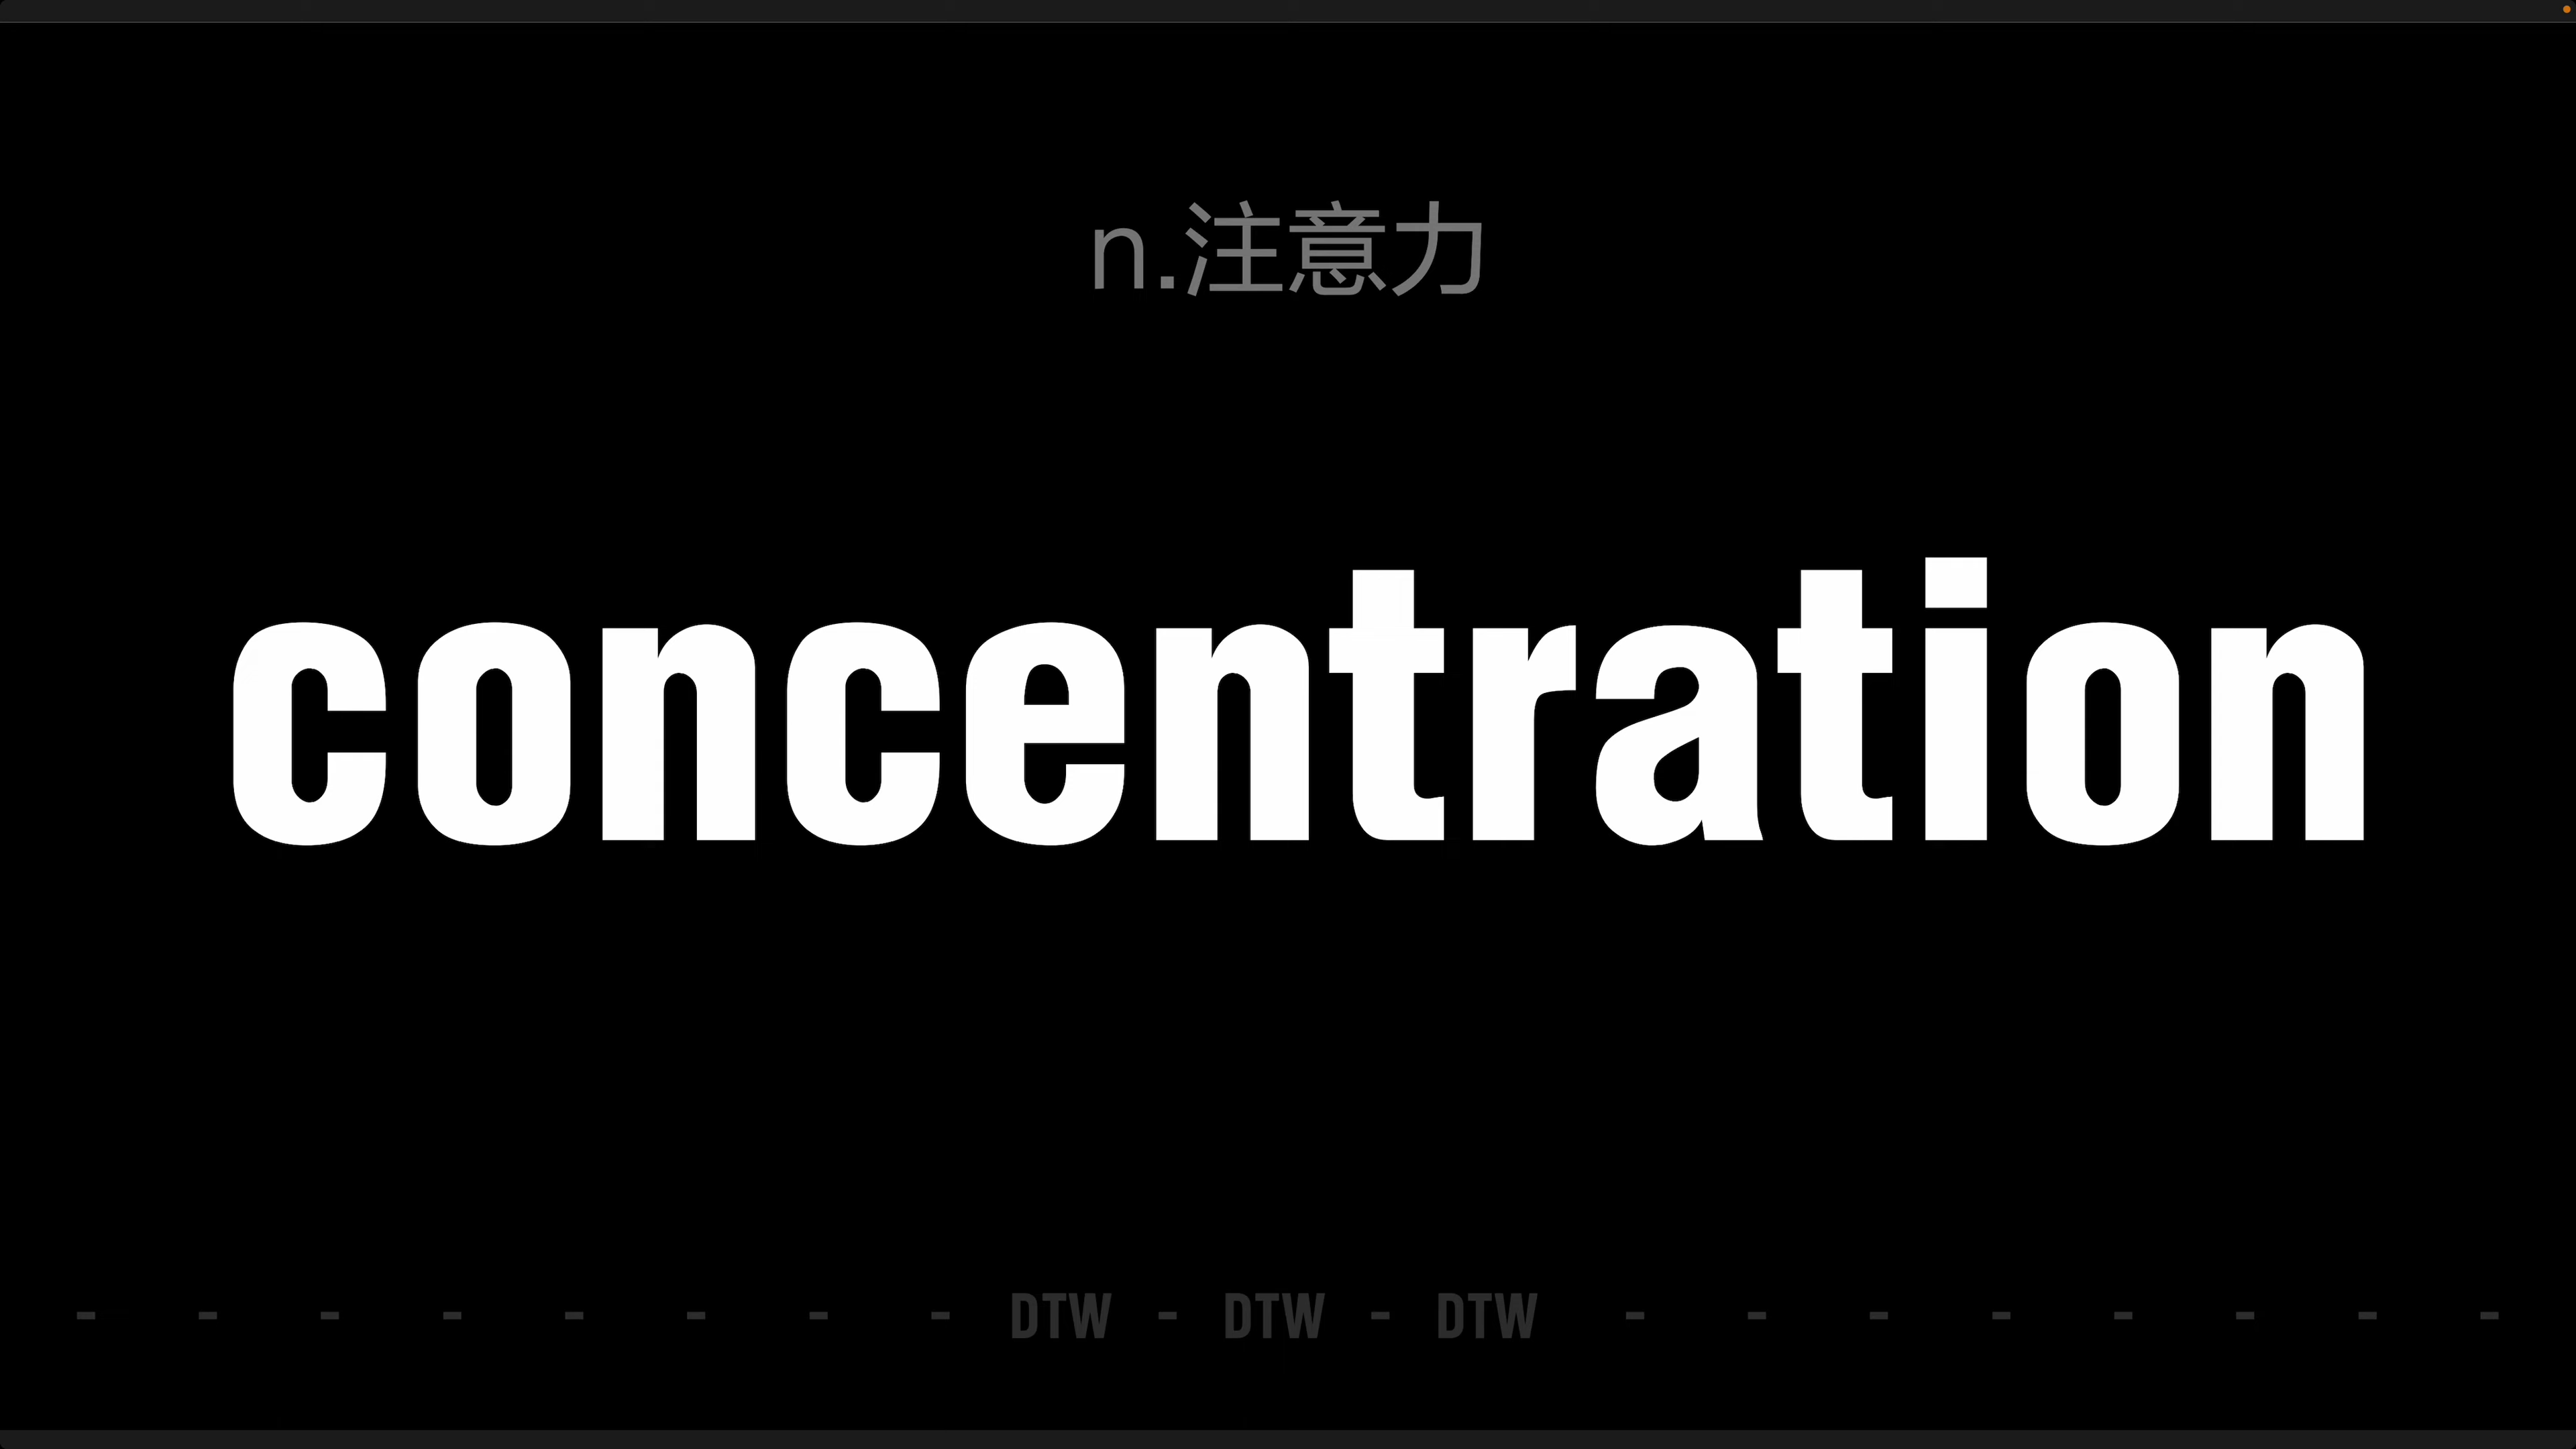 n.注意力
concentration
- - - - - - - - DTW - DTW - DTW - - - - - - - -